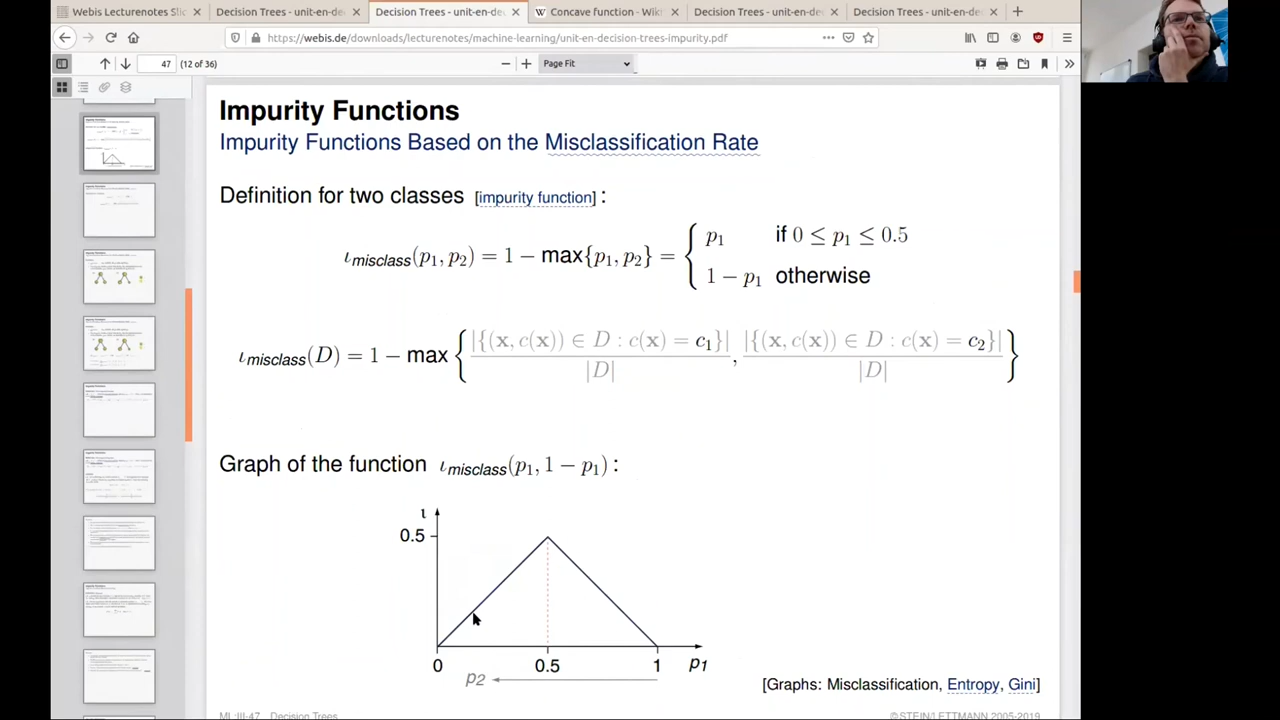 Webis Lecturenotes Slic
Decision Trees - unit-en-de
Decision Trees - unit-en-de
Concave function - Wiki
Decision Trees - unit-en-de
Decision Trees - unit-en-de
https://webis.de/downloads/lecturenotes/machine-learning/unit-en-decision-trees-impurity.pdf
47 (12 of 36)
Page Fit
Impurity Functions
Impurity Functions Based on the Misclassification Rate
Definition for two classes [impurity function] :
ι_misclass(p₁, p₂) = 1 − max{p₁, p₂} = { p₁ if 0 ≤ p₁ ≤ 0.5
1 − p₁ otherwise
ι_misclass(D) = 1 − max { |{(x, c(x)) ∈ D : c(x) = c₁}| / |D| , |{(x, c(x)) ∈ D : c(x) = c₂}| / |D| }
Graph of the function ι_misclass(p₁, 1 − p₁) :
ι
0.5
0 0.5 1 p₁
p₂
[Graphs: Misclassification, Entropy, Gini]
ML:III-47 Decision Trees ©STEIN/LETTMANN 2005-2019